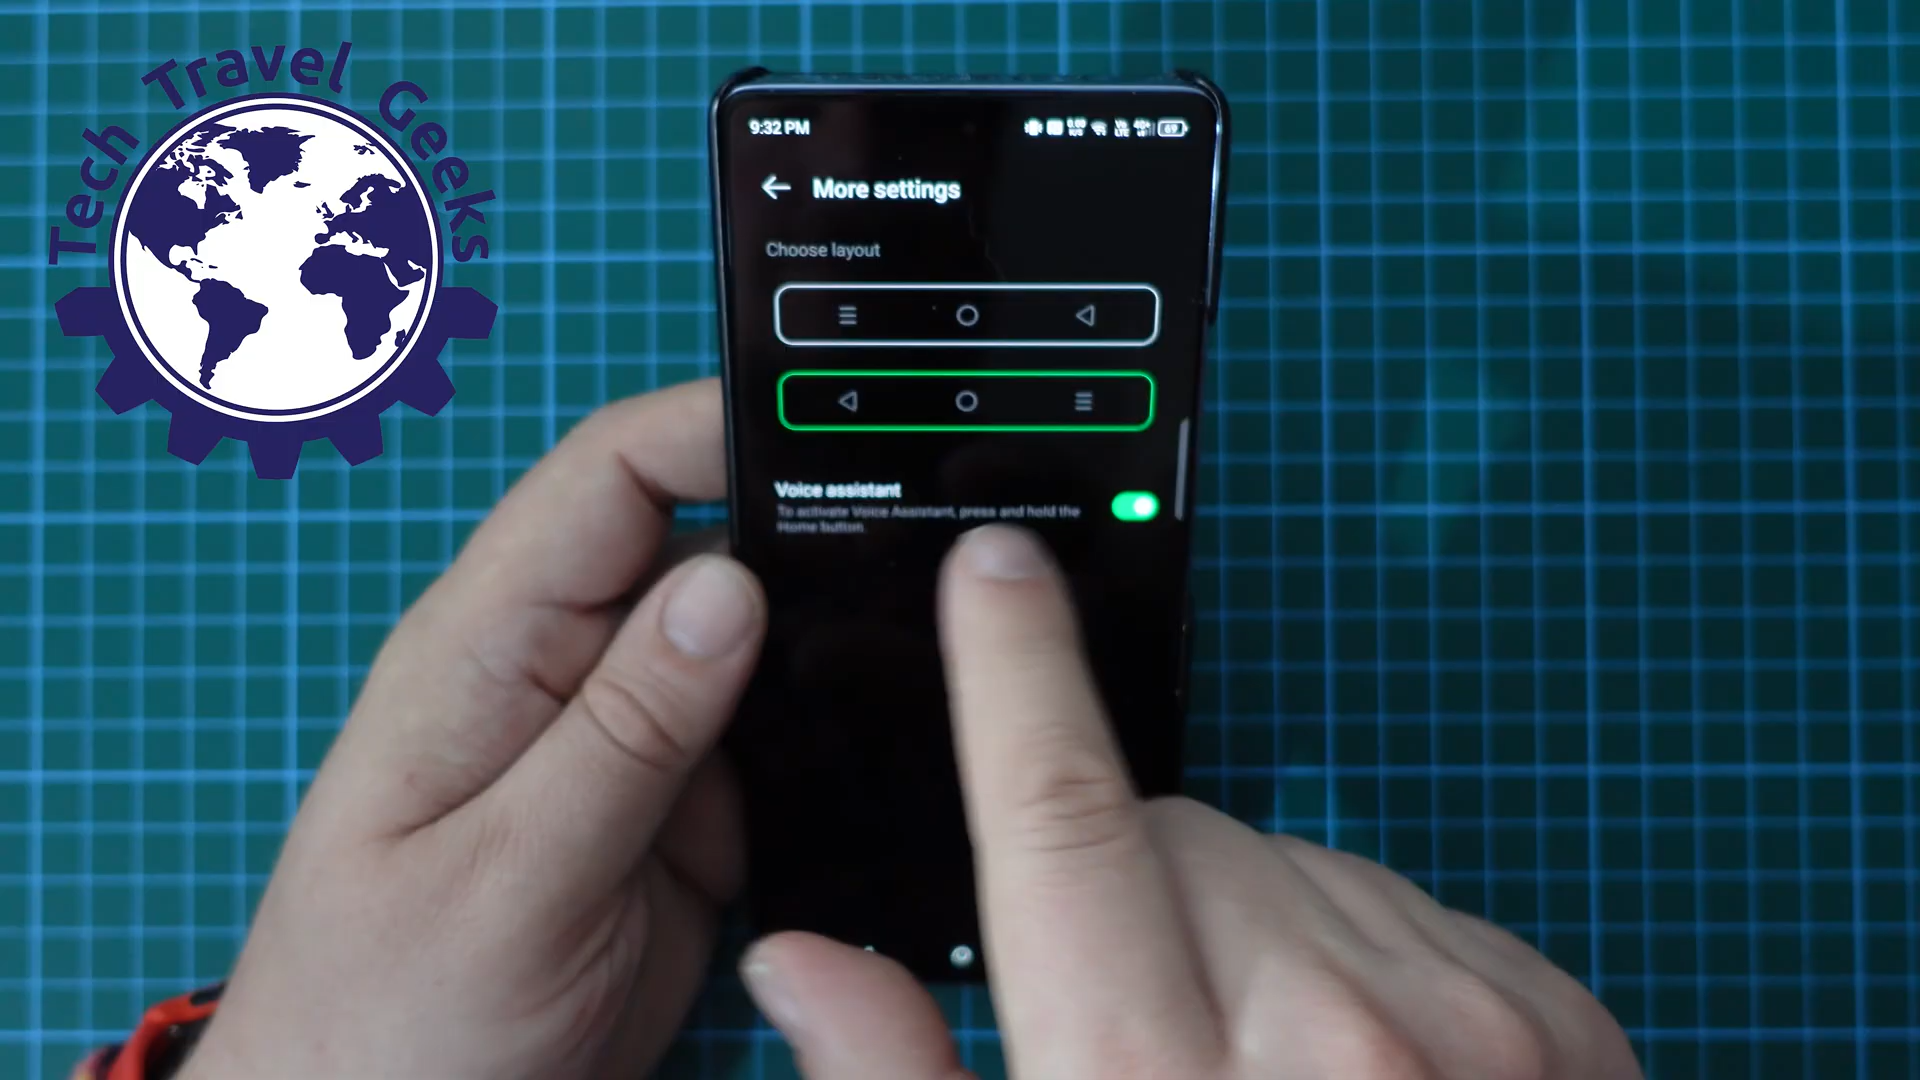 Tech Travel Geeks
9:32 PM
69
More settings
Choose layout
Voice assistant
To activate Voice Assistant, press and hold the
Home button.